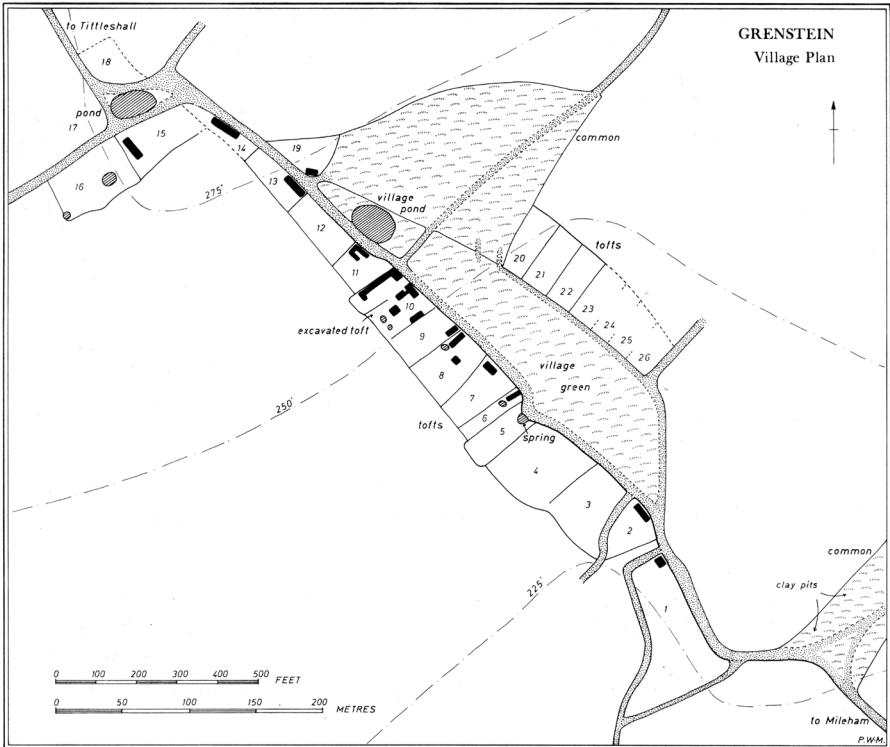 GRENSTEIN
Village Plan
to Tittleshall
18
pond
17
15
16
14
19
common
275'
13
village
pond
12
11
20
tofts
21
22
23
10
24
excavated toft
9
25
26
village
green
8
250'
7
tofts
6
5
spring
4
3
2
common
clay pits
225'
1
0 100 200 300 400 500 FEET
0 50 100 150 200 METRES
to Mileham
P.W-M.